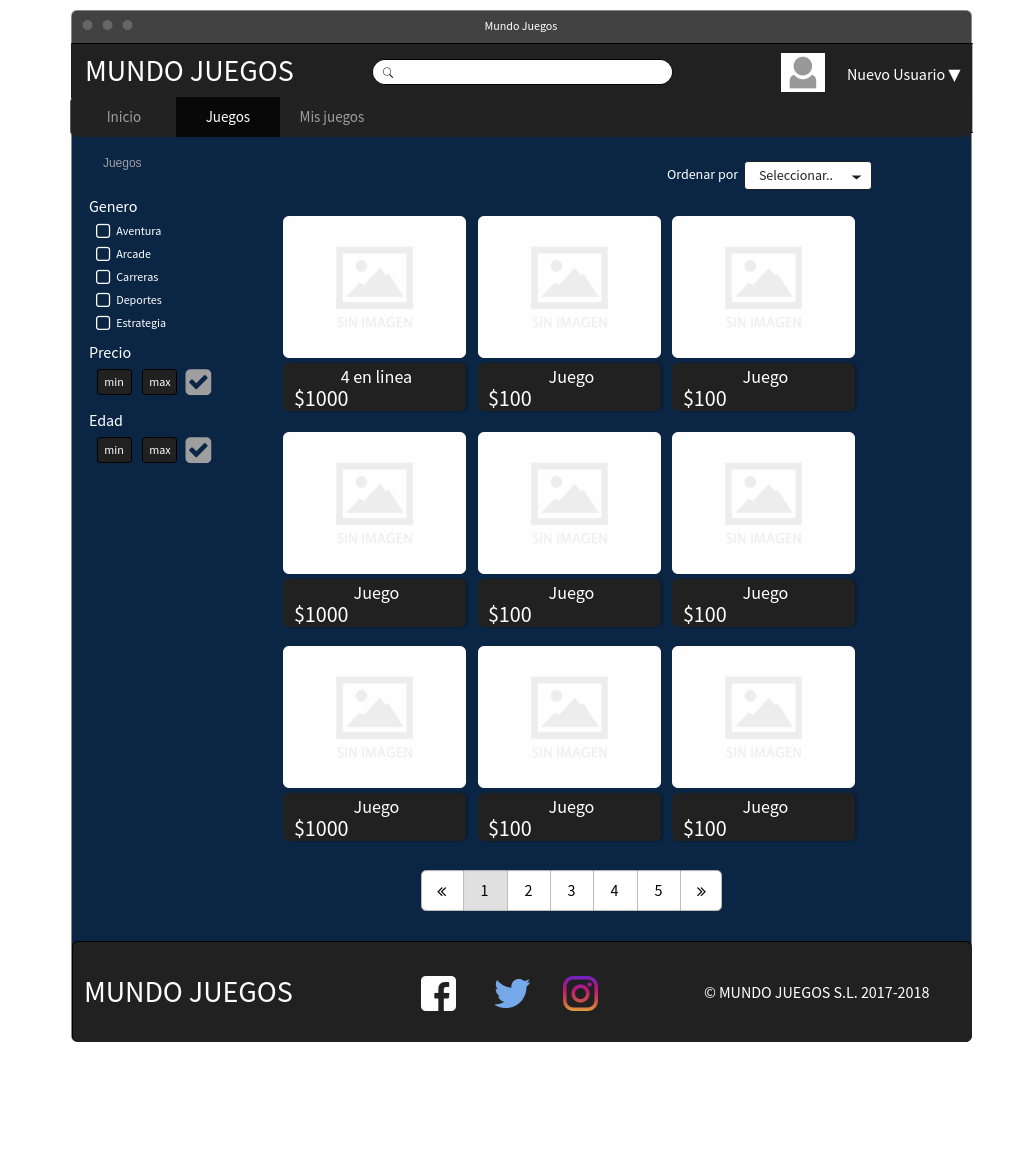 Mundo Juegos
MUNDO JUEGOS
Nuevo Usuario ▼
Inicio
Juegos
Mis juegos
Juegos
Ordenar por
Seleccionar..
Genero
Aventura
Arcade
Carreras
Deportes
Estrategia
Precio
min
max
Edad
min
max
SIN IMAGEN
SIN IMAGEN
SIN IMAGEN
4 en linea
$1000
Juego
$100
Juego
$100
SIN IMAGEN
SIN IMAGEN
SIN IMAGEN
Juego
$1000
Juego
$100
Juego
$100
SIN IMAGEN
SIN IMAGEN
SIN IMAGEN
Juego
$1000
Juego
$100
Juego
$100
« 1 2 3 4 5 »
MUNDO JUEGOS
© MUNDO JUEGOS S.L. 2017-2018